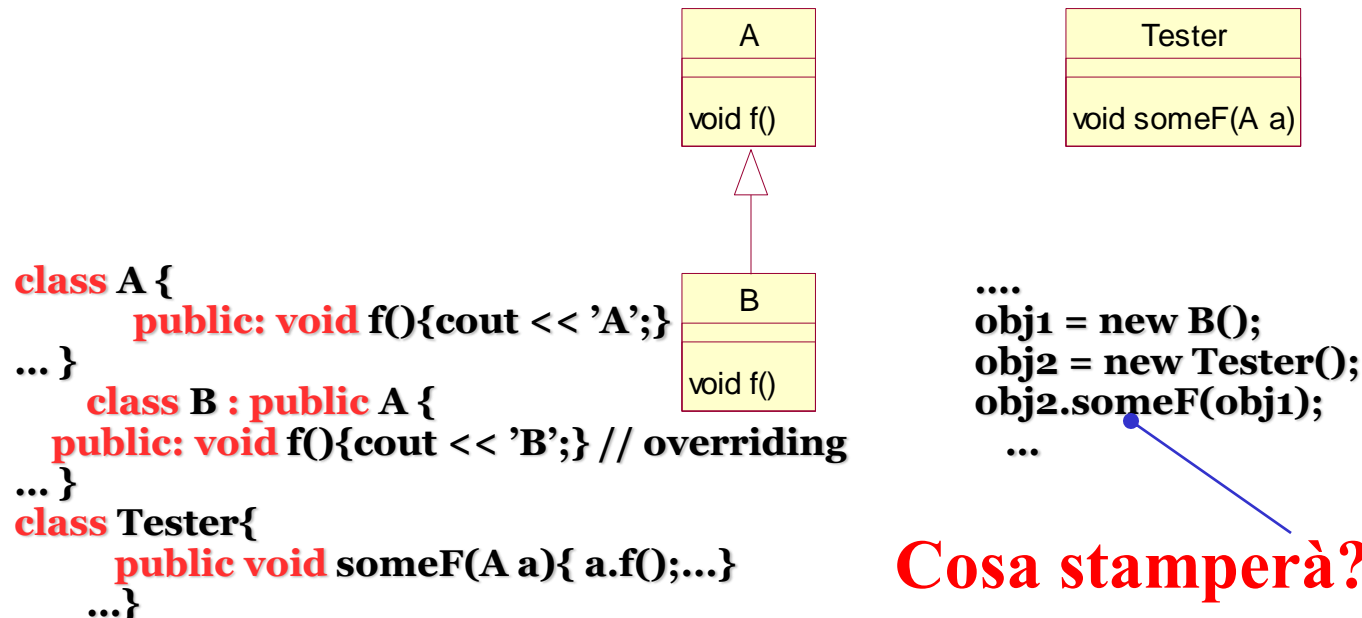 A
void f()
Tester
void someF(A a)
B
void f()
class A {
public: void f(){cout << ’A’;}
... }
class B : public A {
public: void f(){cout << ’B’;} // overriding
... }
class Tester{
public void someF(A a){ a.f();...}
...}
....
obj1 = new B();
obj2 = new Tester();
obj2.someF(obj1);
...
Cosa stamperà?